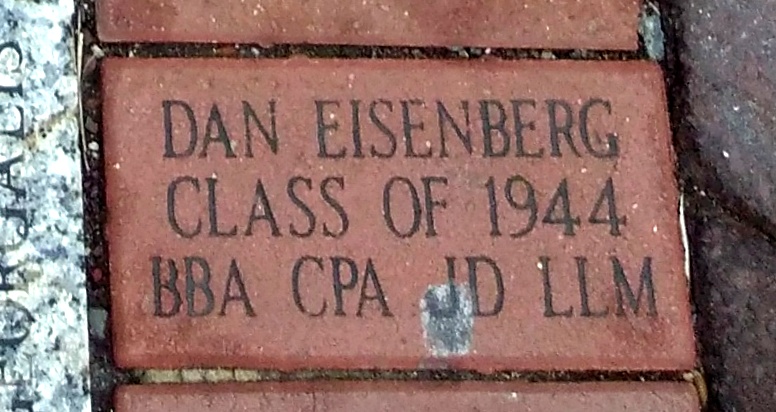 DAN EISENBERG
CLASS OF 1944
BBA CPA JD LLM